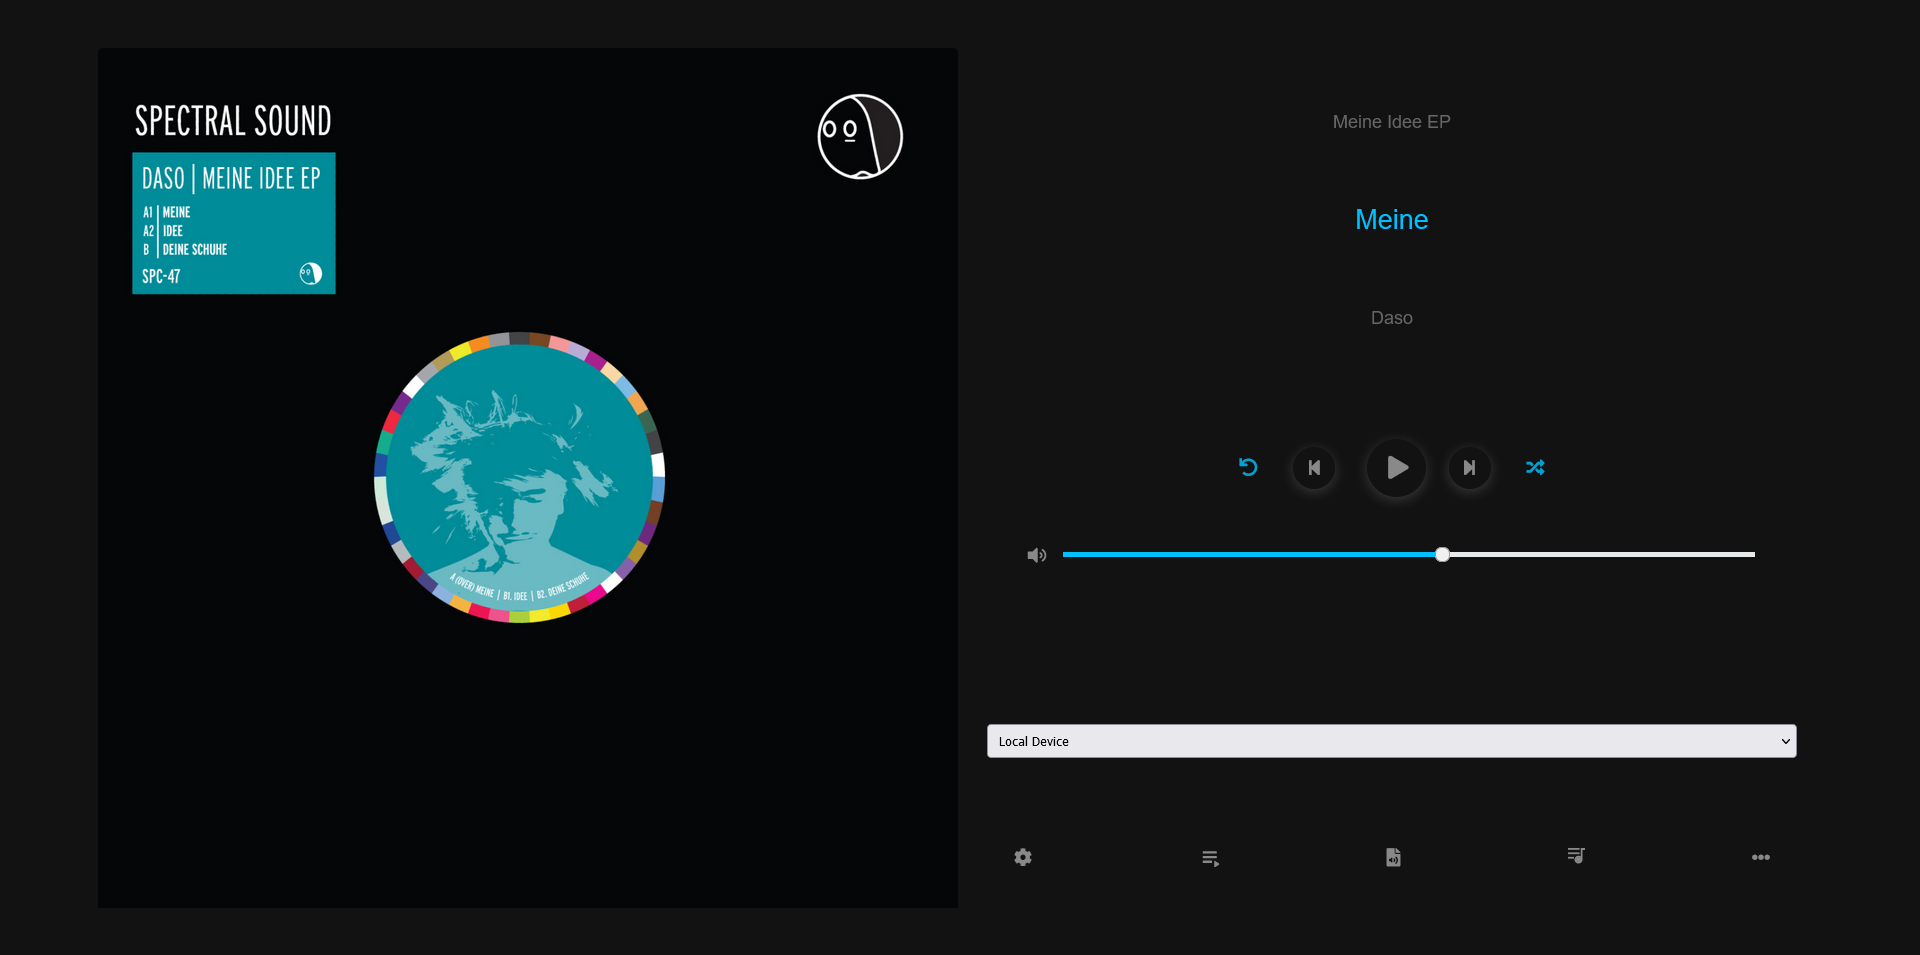 SPECTRAL SOUND
DASO | MEINE IDEE EP
A1 | MEINE
A2 | IDEE
B | DEINE SCHUHE
SPC-47
A (OVER) MEINE | B1. IDEE | B2. DEINE SCHUHE
Meine Idee EP
Meine
Daso
Local Device